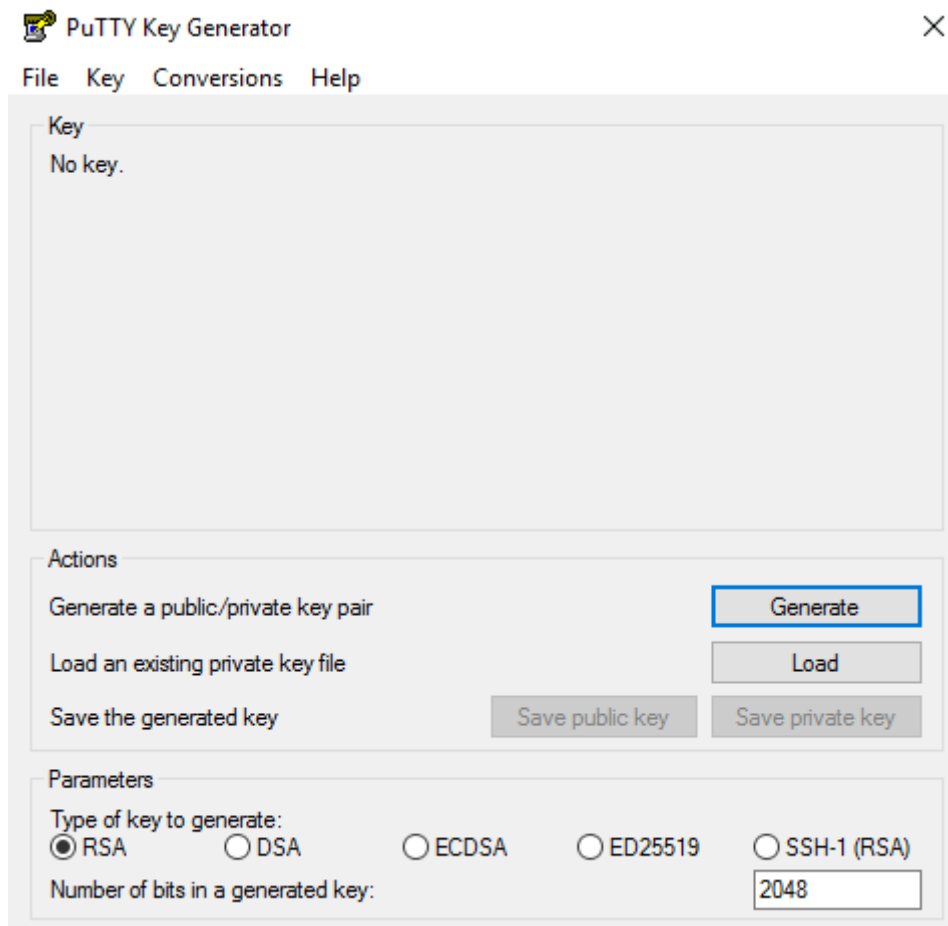 PuTTY Key Generator
File Key Conversions Help
Key
No key.
Actions
Generate a public/private key pair Generate
Load an existing private key file Load
Save the generated key Save public key Save private key
Parameters
Type of key to generate:
RSA DSA ECDSA ED25519 SSH-1 (RSA)
Number of bits in a generated key: 2048